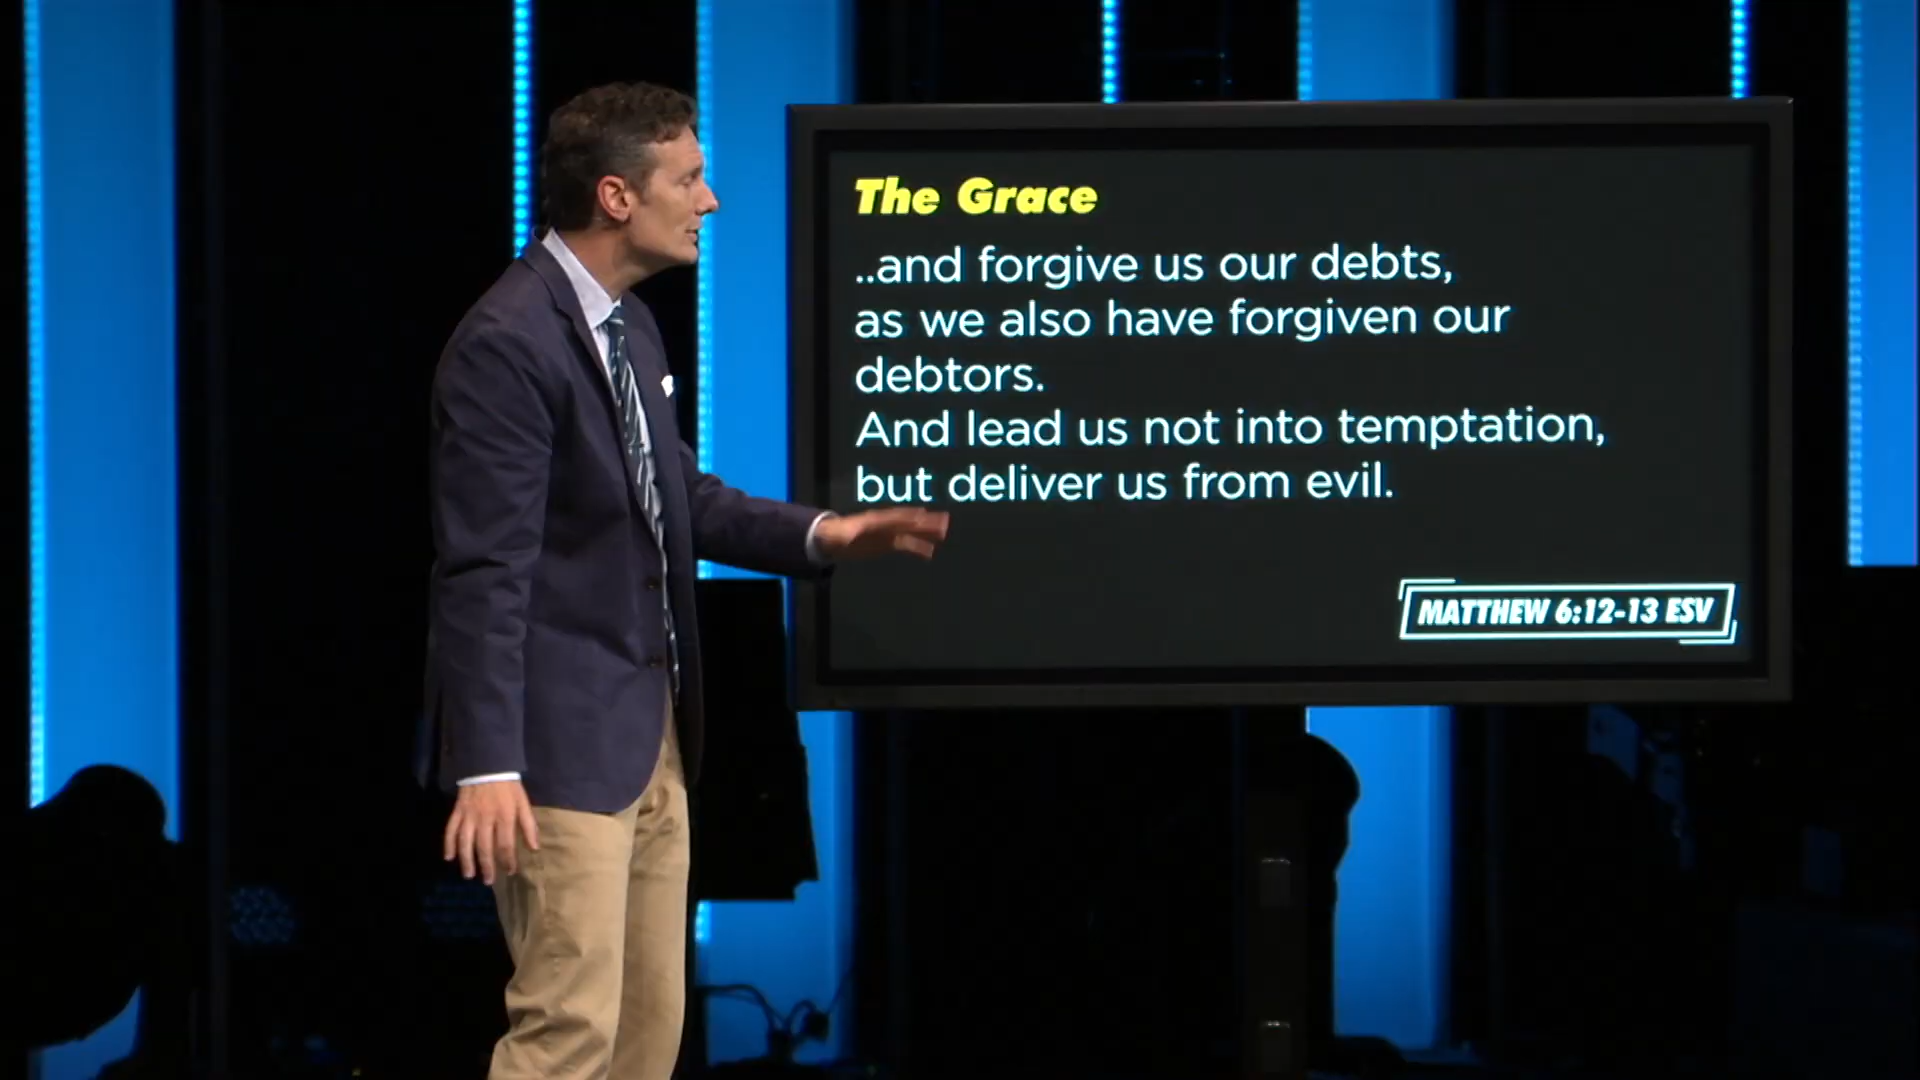 The Grace
..and forgive us our debts,
as we also have forgiven our
debtors.
And lead us not into temptation,
but deliver us from evil.
MATTHEW 6:12-13 ESV